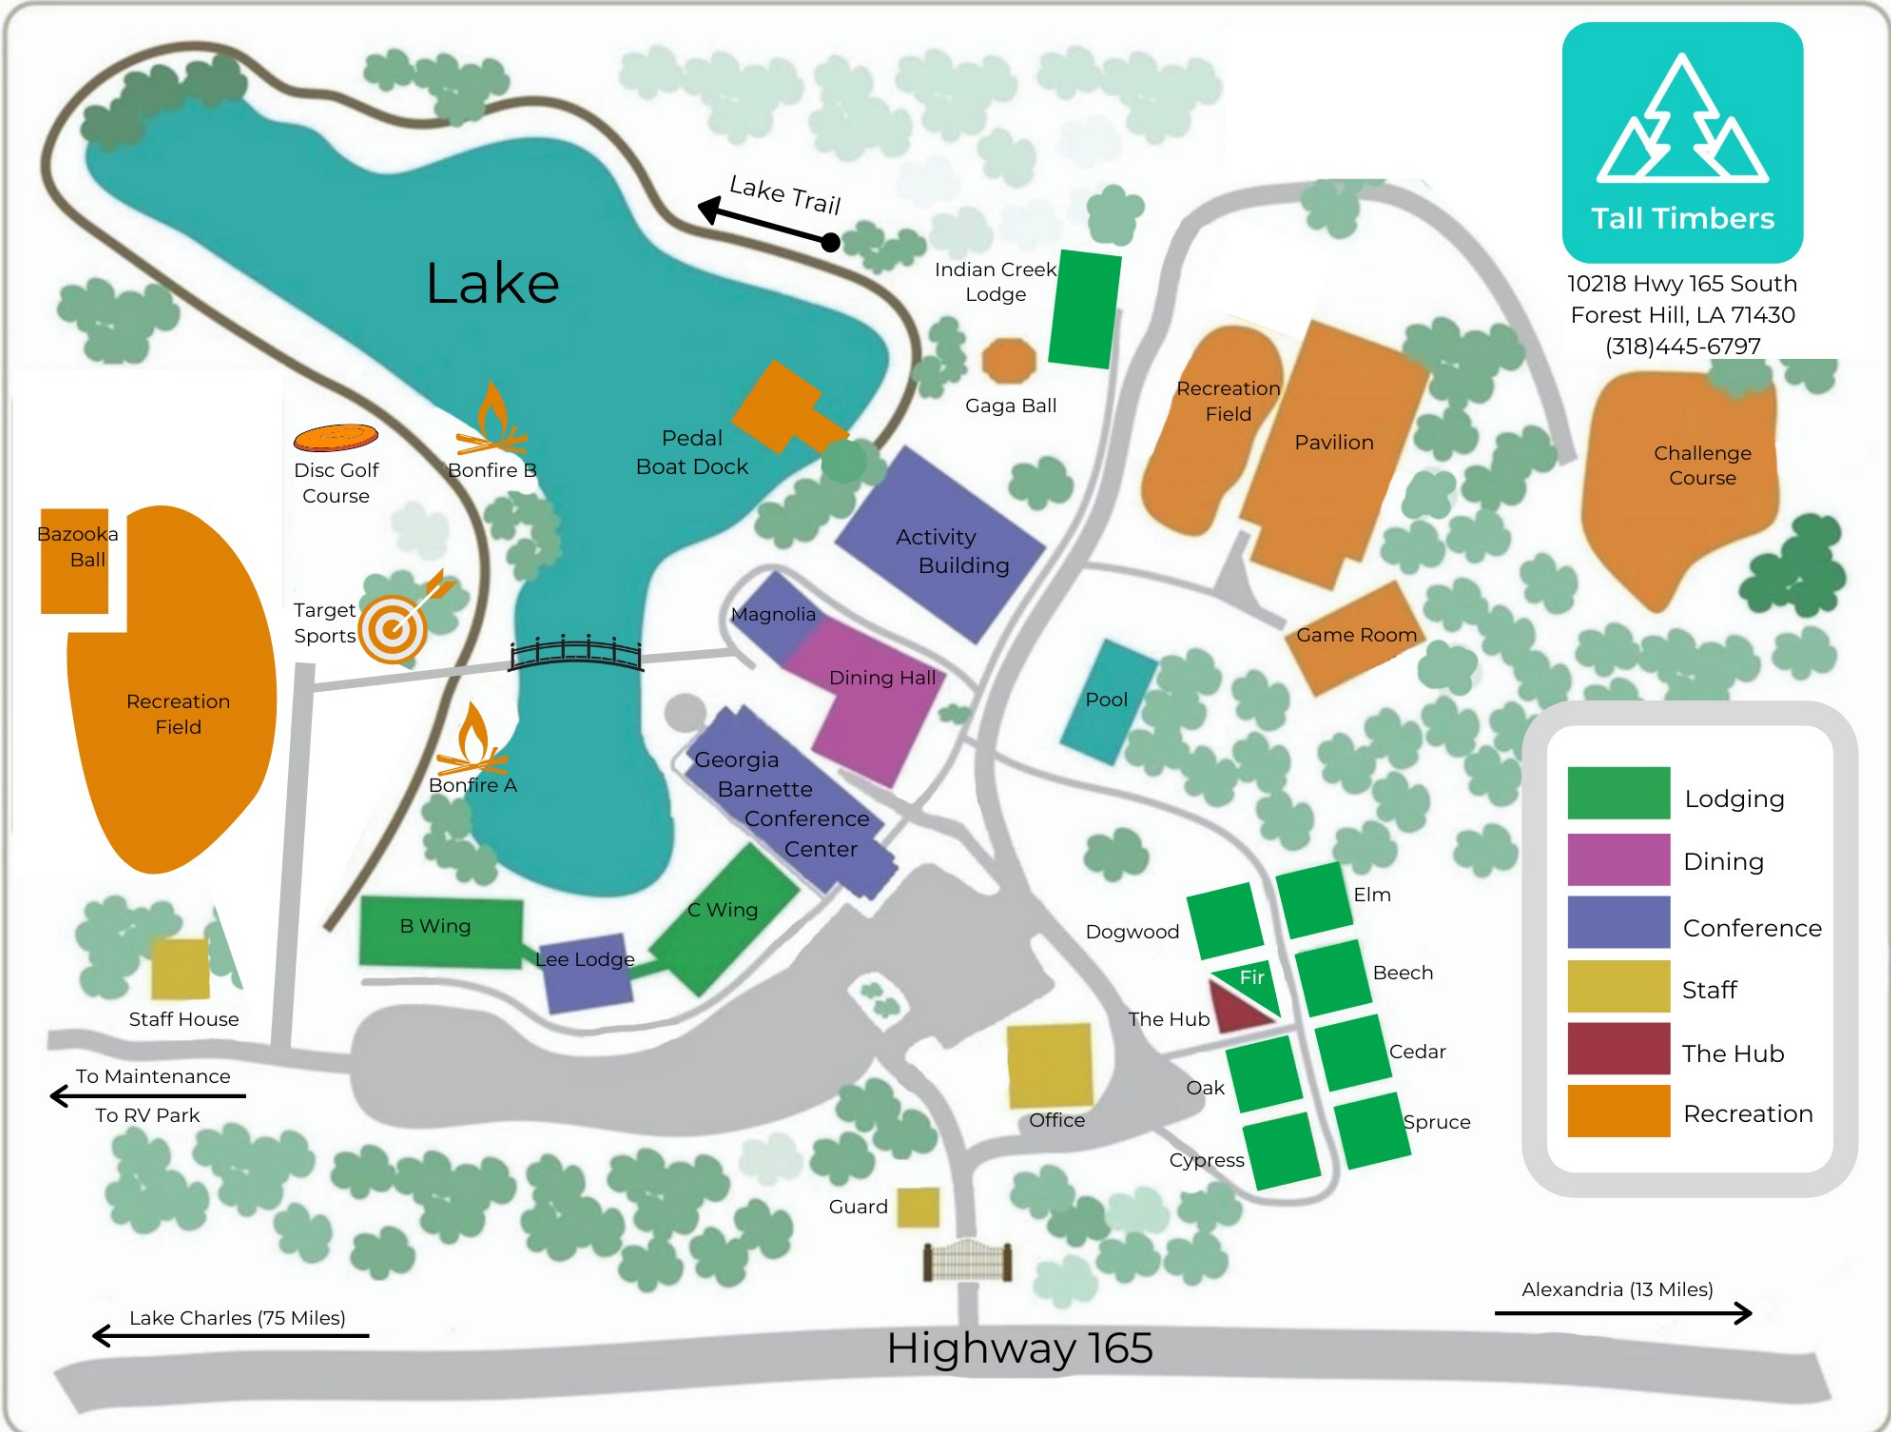 Tall Timbers
10218 Hwy 165 South
Forest Hill, LA 71430
(318)445-6797
Lake Trail
Lake
Indian Creek
Lodge
Gaga Ball
Recreation
Field
Pavilion
Challenge
Course
Pedal
Boat Dock
Bonfire B
Disc Golf
Course
Bazooka
Ball
Target
Sports
Recreation
Field
Activity
Building
Magnolia
Dining Hall
Game Room
Pool
Georgia
Barnette
Conference
Center
Bonfire A
B Wing
C Wing
Lee Lodge
Staff House
To Maintenance
To RV Park
Dogwood
Elm
Fir
Beech
The Hub
Cedar
Oak
Spruce
Cypress
Office
Guard
Lodging
Dining
Conference
Staff
The Hub
Recreation
Lake Charles (75 Miles)
Alexandria (13 Miles)
Highway 165